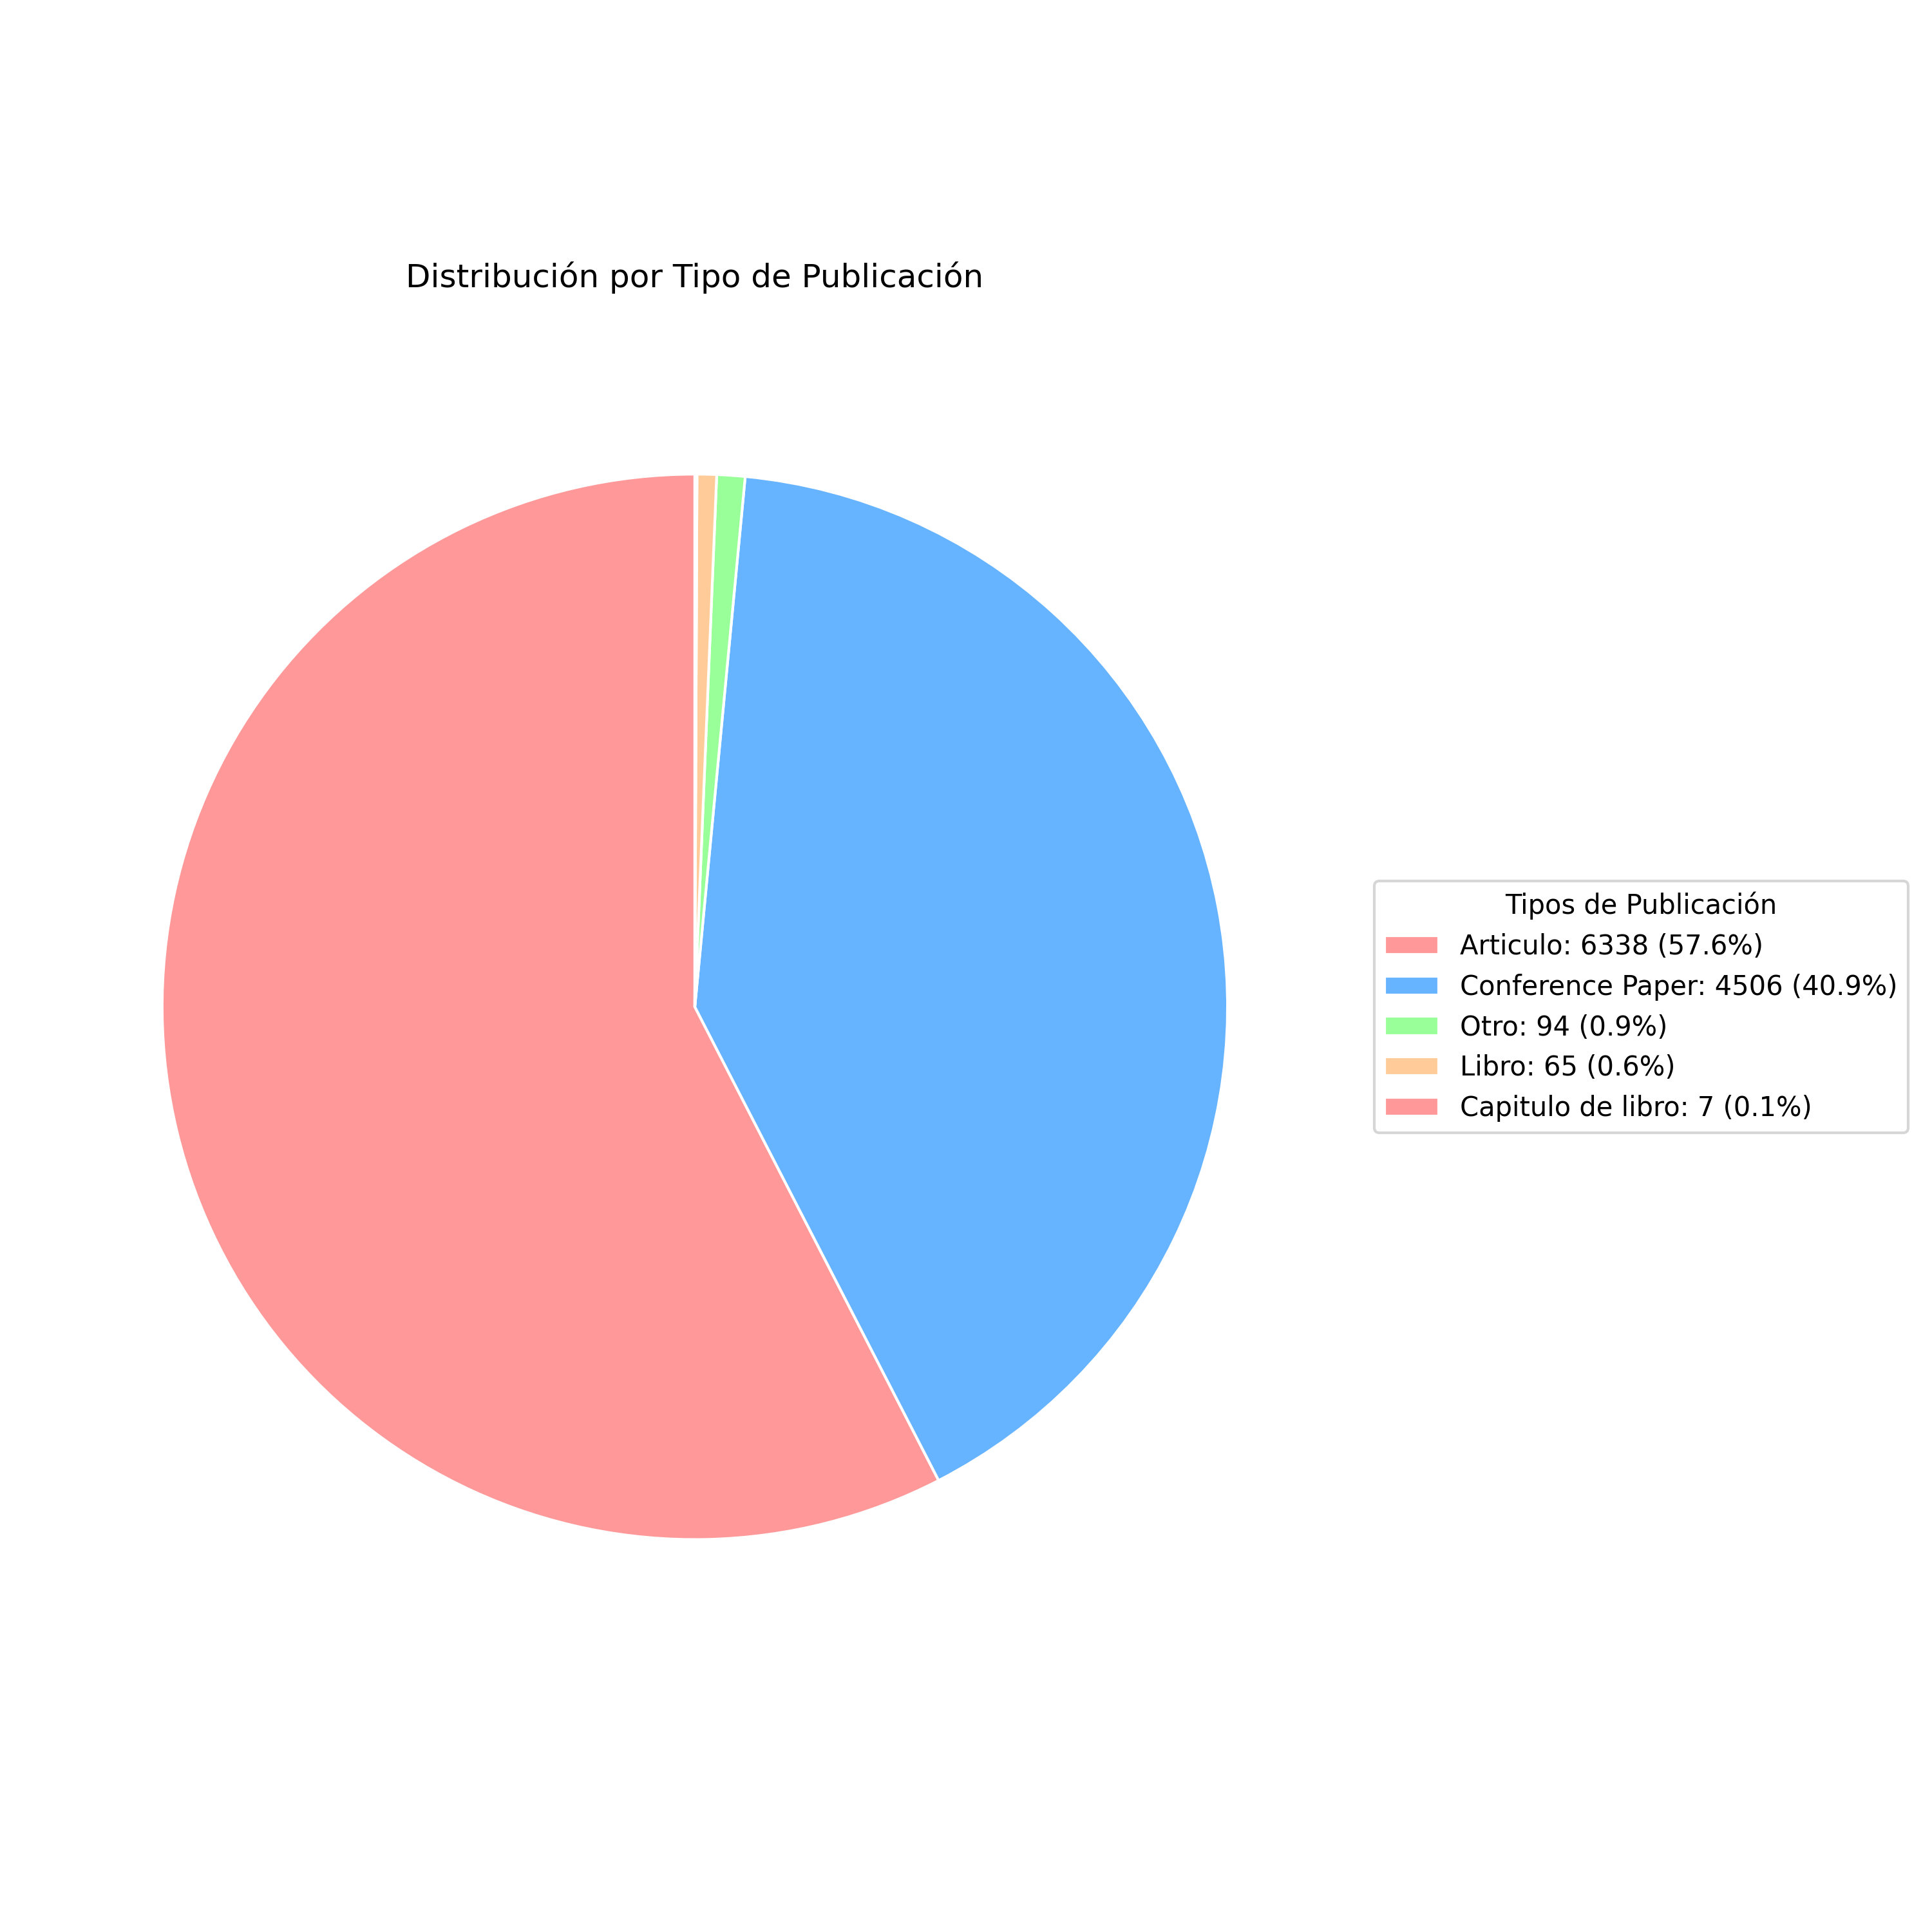 Distribución por Tipo de Publicación
Tipos de Publicación
Articulo: 6338 (57.6%)
Conference Paper: 4506 (40.9%)
Otro: 94 (0.9%)
Libro: 65 (0.6%)
Capitulo de libro: 7 (0.1%)